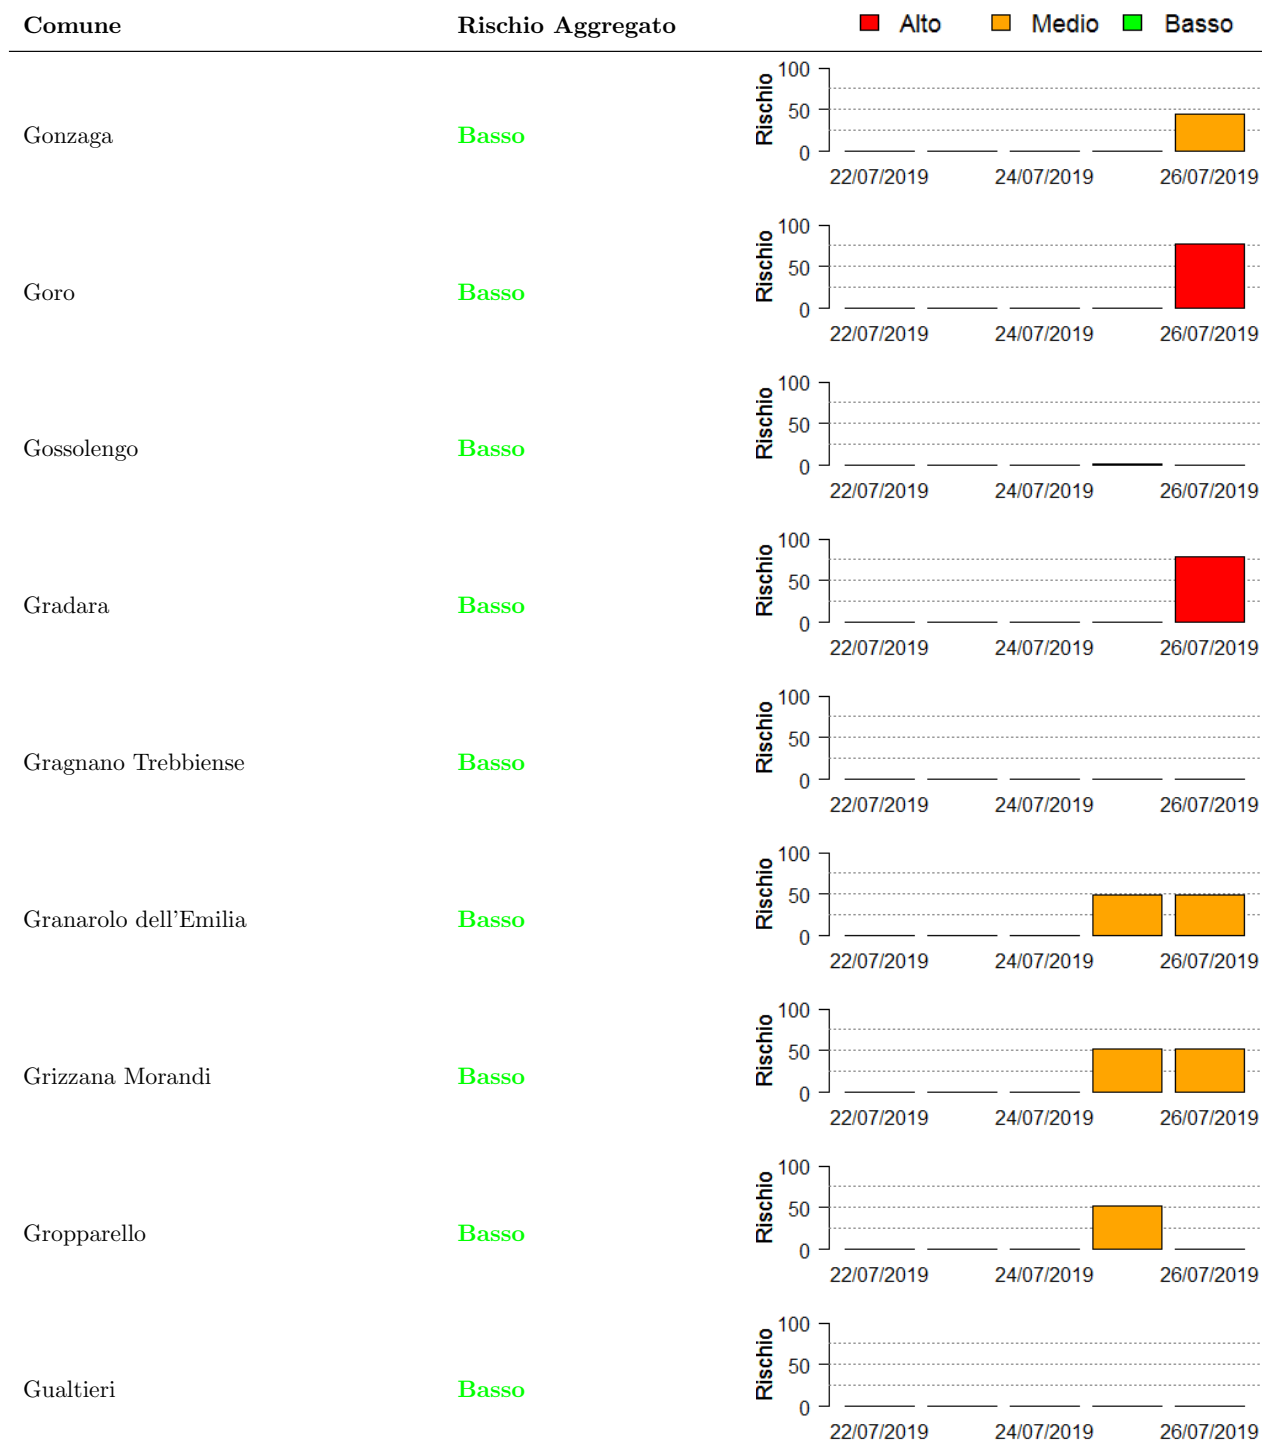 Comune Rischio Aggregato Alto Medio Basso
100
50
0
Rischio
Gonzaga Basso
22/07/2019 24/07/2019 26/07/2019
100
50
0
Rischio
Goro Basso
22/07/2019 24/07/2019 26/07/2019
100
50
0
Rischio
Gossolengo Basso
22/07/2019 24/07/2019 26/07/2019
100
50
0
Rischio
Gradara Basso
22/07/2019 24/07/2019 26/07/2019
100
50
0
Rischio
Gragnano Trebbiense Basso
22/07/2019 24/07/2019 26/07/2019
100
50
0
Rischio
Granarolo dell'Emilia Basso
22/07/2019 24/07/2019 26/07/2019
100
50
0
Rischio
Grizzana Morandi Basso
22/07/2019 24/07/2019 26/07/2019
100
50
0
Rischio
Gropparello Basso
22/07/2019 24/07/2019 26/07/2019
100
50
0
Rischio
Gualtieri Basso
22/07/2019 24/07/2019 26/07/2019